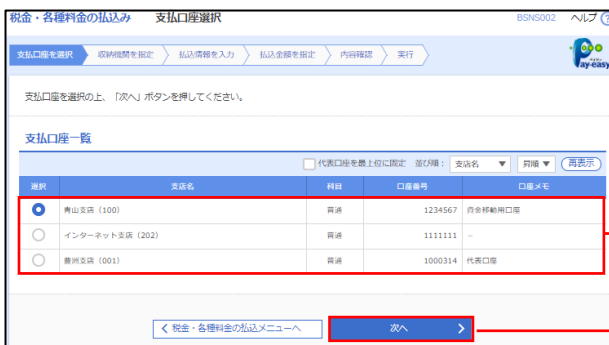 税金・各種料金の払込み 支払口座選択 BSNS002 ヘルプ ?
支払口座を選択 収納機関を指定 払込情報を入力 払込金額を指定 内容確認 実行
Pay-easy
支払口座を選択の上、「次へ」ボタンを押してください。
支払口座一覧
代表口座を最上位に固定 並び順： 支店名 ▼ 昇順 ▼ 再表示
選択 支店名 科目 口座番号 口座メモ
青山支店（100） 普通 1234567 資金移動用口座
インターネット支店（202） 普通 1111111 −
豊洲支店（001） 普通 1000314 代表口座
< 税金・各種料金の払込メニューへ 次へ >